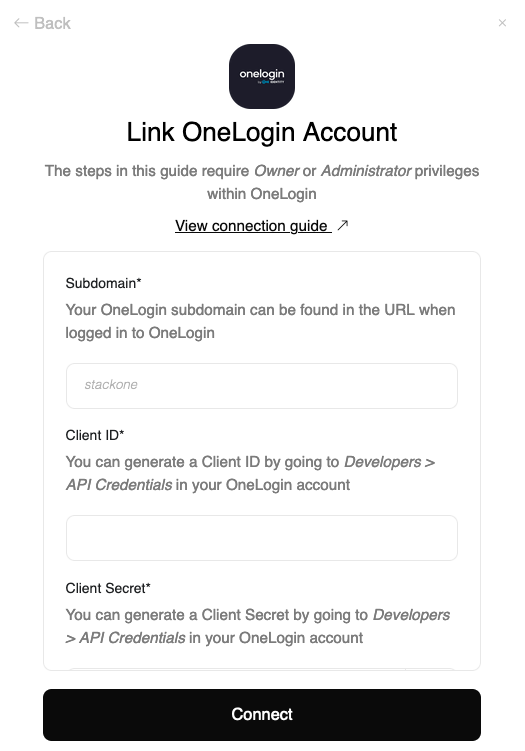 ← Back
×
onelogin
Link OneLogin Account
The steps in this guide require Owner or Administrator privileges
within OneLogin
View connection guide ↗
Subdomain*
Your OneLogin subdomain can be found in the URL when
logged in to OneLogin
stackone
Client ID*
You can generate a Client ID by going to Developers >
API Credentials in your OneLogin account
Client Secret*
You can generate a Client Secret by going to Developers
> API Credentials in your OneLogin account
Connect